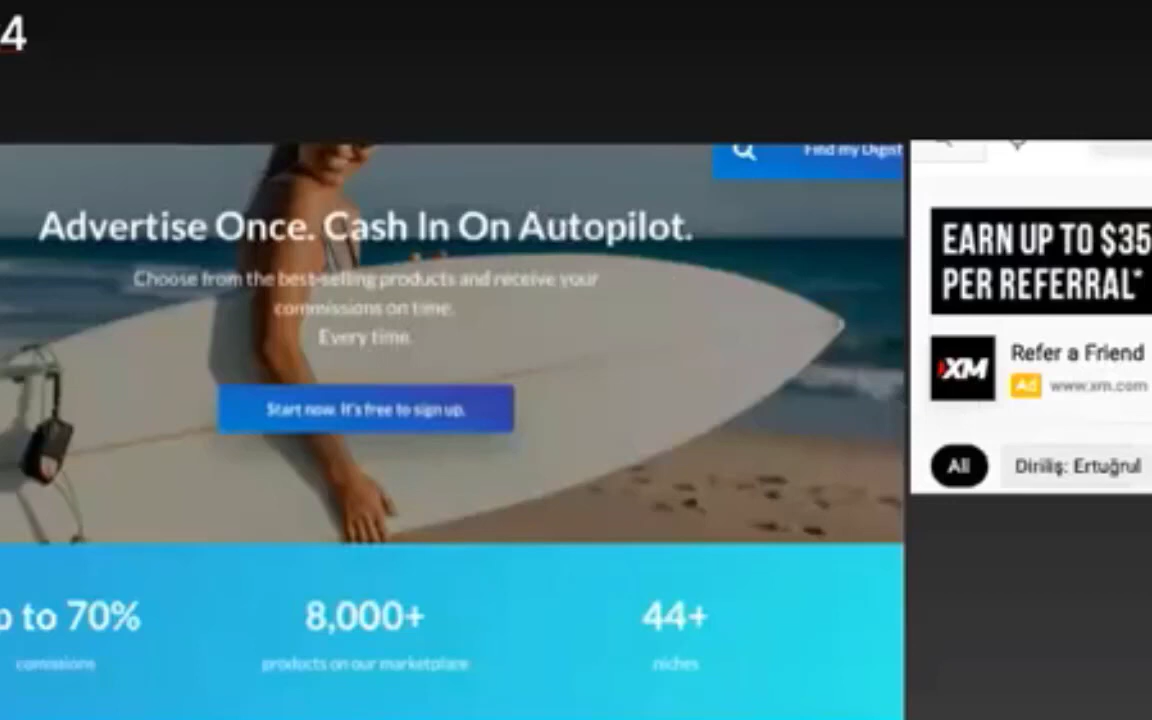 4
Find my Digist
Advertise Once. Cash In On Autopilot.
Choose from the best-selling products and receive your
commissions on time.
Every time.
Start now. It's free to sign up.
p to 70%
8,000+
44+
comissions
products on our marketplace
niches
EARN UP TO $35
PER REFERRAL*
XM
Refer a Friend
Ad www.xm.com
All
Diriliş: Ertuğrul